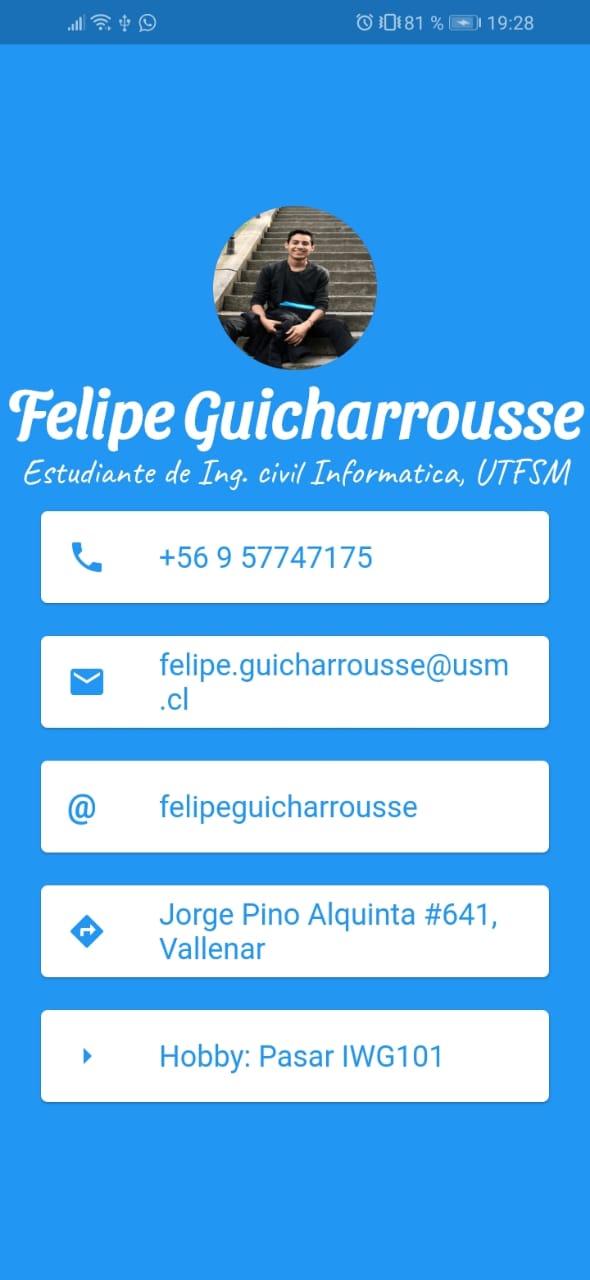 81 % 19:28
Felipe Guicharrousse
Estudiante de Ing. civil Informatica, UTFSM
+56 9 57747175
felipe.guicharrousse@usm
.cl
@ felipeguicharrousse
Jorge Pino Alquinta #641,
Vallenar
Hobby: Pasar IWG101